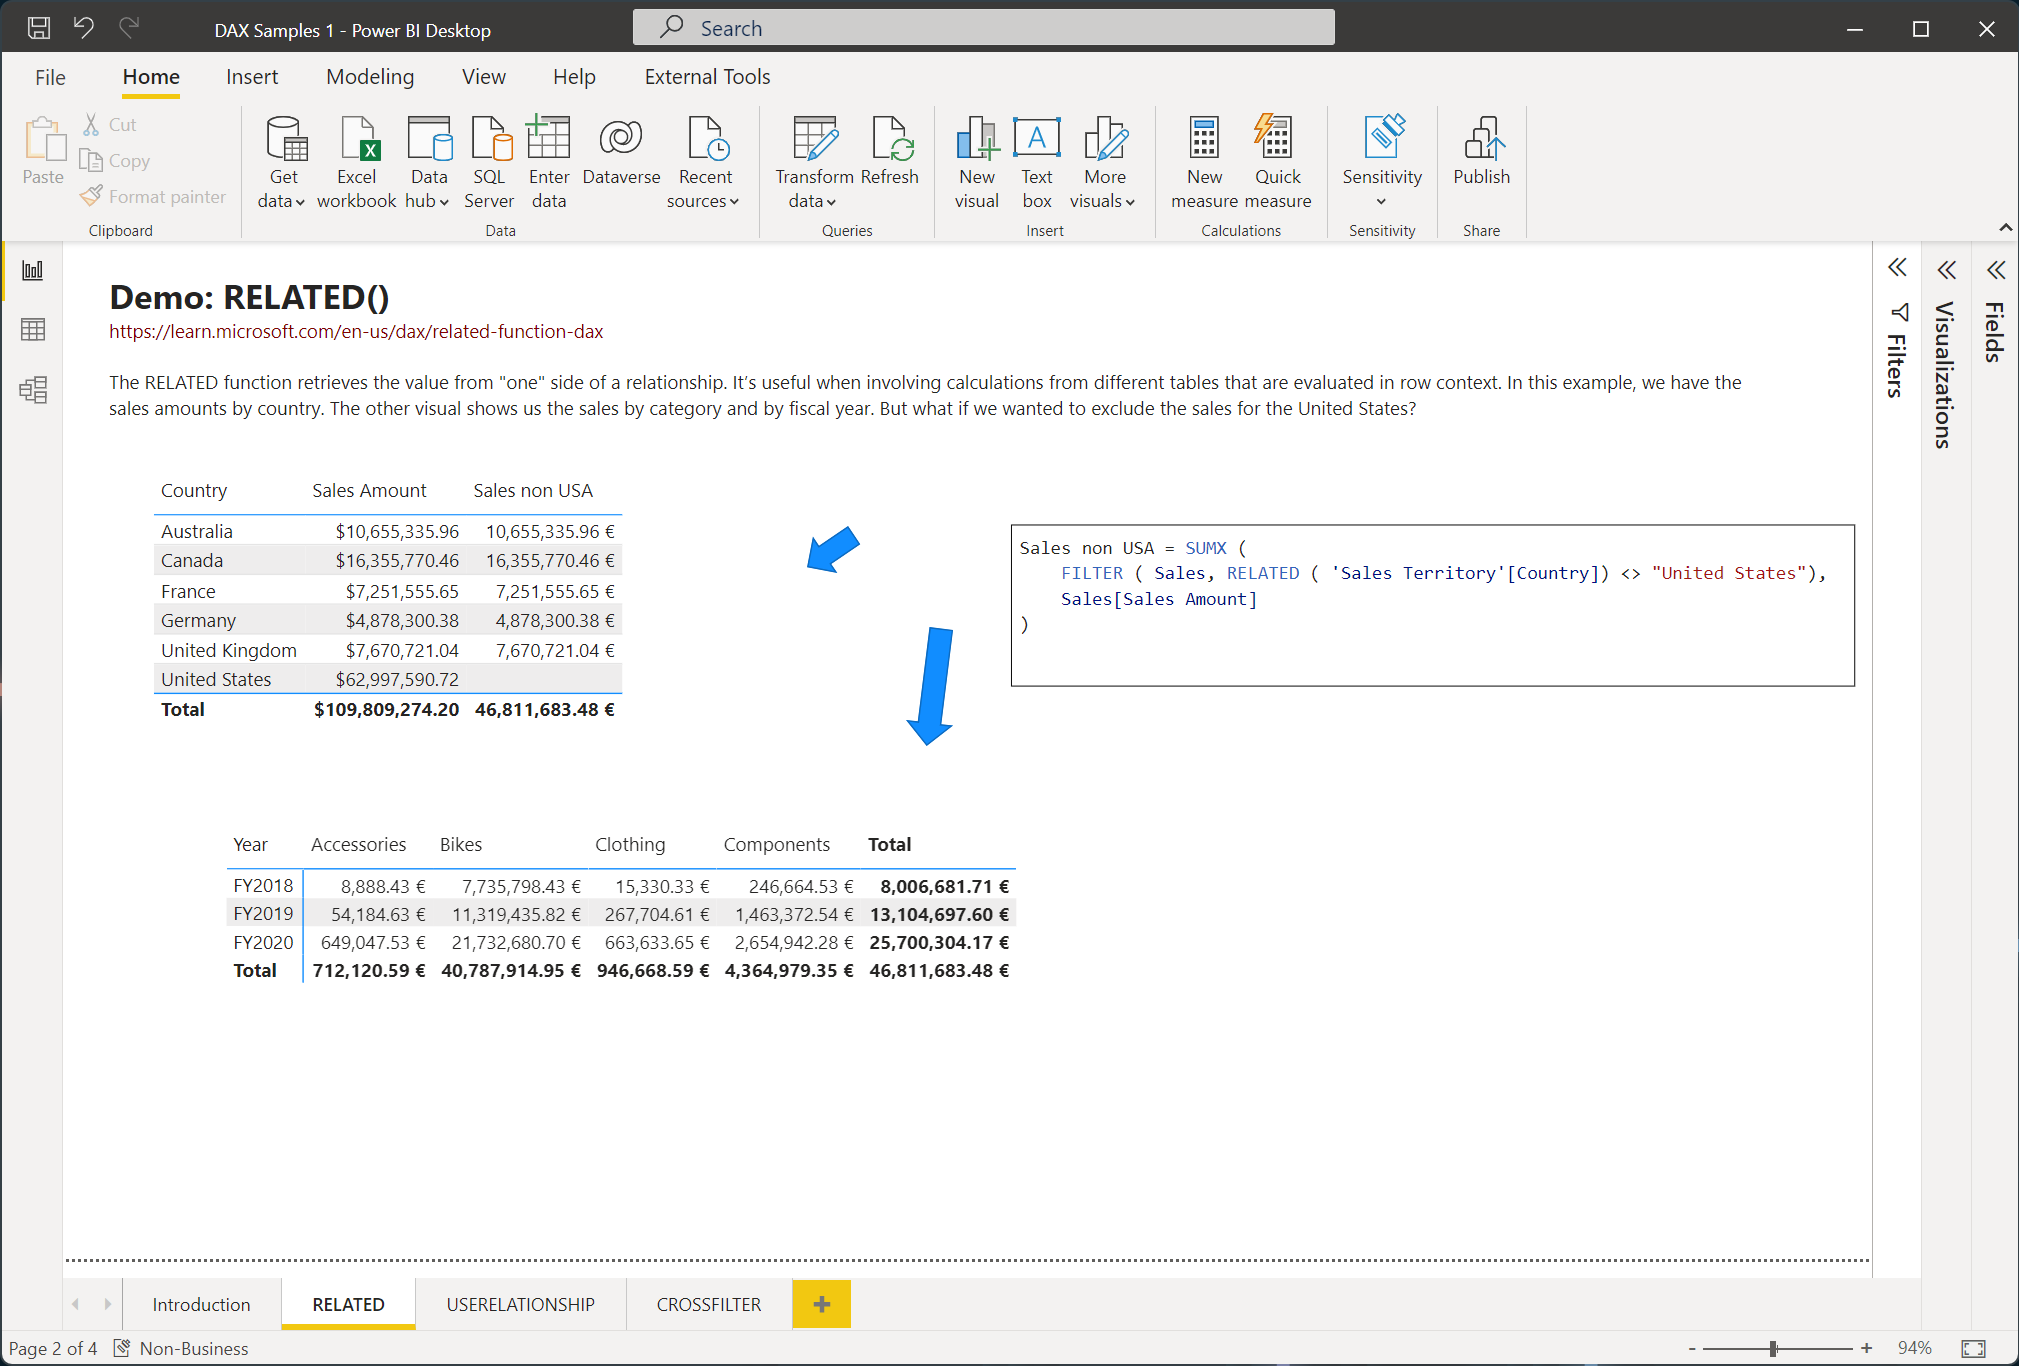 DAX Samples 1 - Power BI Desktop
Search
File Home Insert Modeling View Help External Tools
Paste
Cut
Copy
Format painter
Clipboard
Get data
Excel workbook
Data hub
SQL Server
Enter data
Dataverse
Recent sources
Data
Transform data
Refresh
Queries
New visual
Text box
More visuals
Insert
New measure
Quick measure
Calculations
Sensitivity
Sensitivity
Publish
Share
Demo: RELATED()
https://learn.microsoft.com/en-us/dax/related-function-dax
The RELATED function retrieves the value from "one" side of a relationship. It's useful when involving calculations from different tables that are evaluated in row context. In this example, we have the
sales amounts by country. The other visual shows us the sales by category and by fiscal year. But what if we wanted to exclude the sales for the United States?
Country Sales Amount Sales non USA
Australia $10,655,335.96 10,655,335.96 €
Canada $16,355,770.46 16,355,770.46 €
France $7,251,555.65 7,251,555.65 €
Germany $4,878,300.38 4,878,300.38 €
United Kingdom $7,670,721.04 7,670,721.04 €
United States $62,997,590.72
Total $109,809,274.20 46,811,683.48 €
Sales non USA = SUMX (
FILTER ( Sales, RELATED ( 'Sales Territory'[Country]) <> "United States"),
Sales[Sales Amount]
)
Year Accessories Bikes Clothing Components Total
FY2018 8,888.43 € 7,735,798.43 € 15,330.33 € 246,664.53 € 8,006,681.71 €
FY2019 54,184.63 € 11,319,435.82 € 267,704.61 € 1,463,372.54 € 13,104,697.60 €
FY2020 649,047.53 € 21,732,680.70 € 663,633.65 € 2,654,942.28 € 25,700,304.17 €
Total 712,120.59 € 40,787,914.95 € 946,668.59 € 4,364,979.35 € 46,811,683.48 €
Filters
Visualizations
Fields
Introduction RELATED USERELATIONSHIP CROSSFILTER +
Page 2 of 4 Non-Business - + 94%